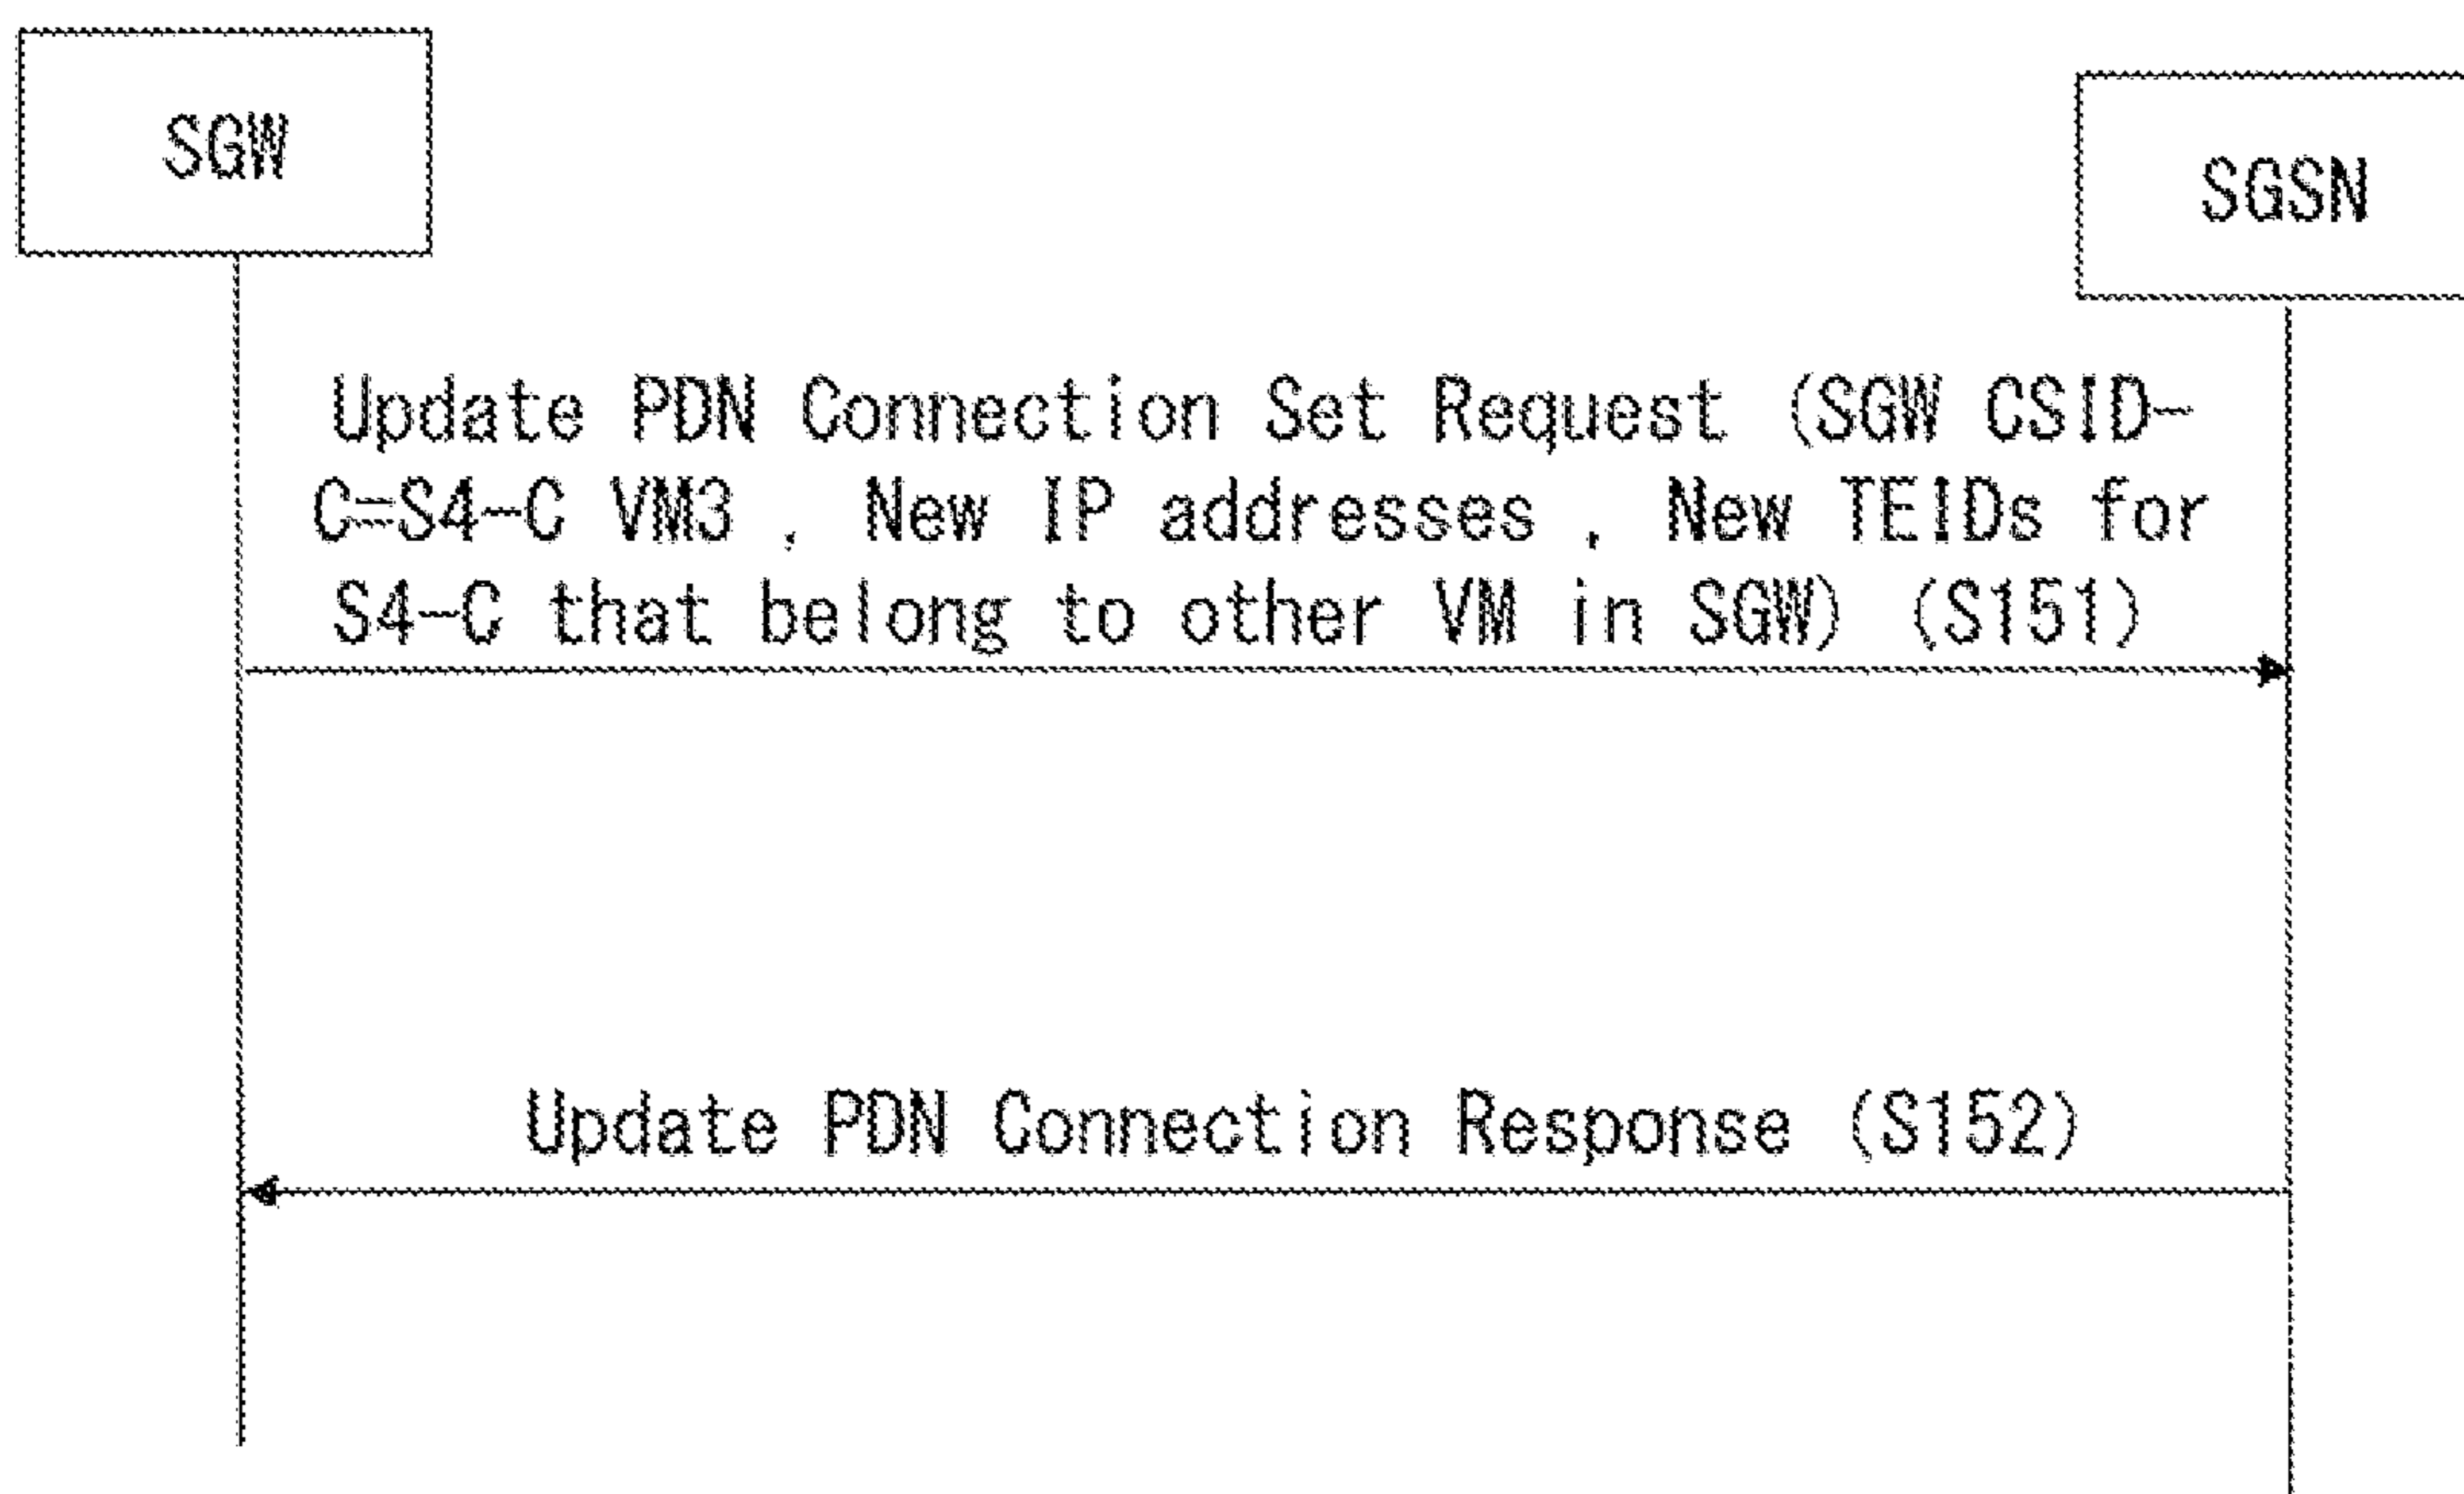 SGW
SGSN
Update PDN Connection Set Request (SGW CSID-
C=S4-C VM3 , New IP addresses , New TEIDs for
S4-C that belong to other VM in SGW) (S151)
Update PDN Connection Response (S152)